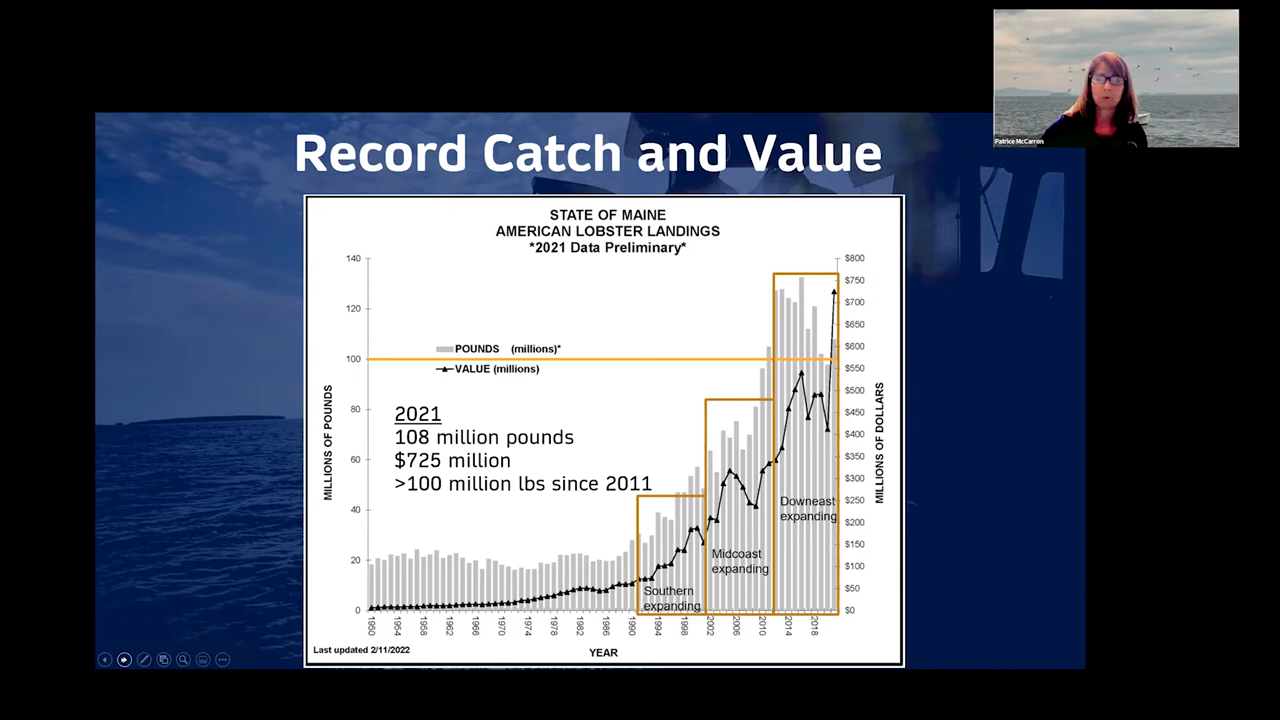 Patrice McCarron
Record Catch and Value
STATE OF MAINE
AMERICAN LOBSTER LANDINGS
*2021 Data Preliminary*
140
120
100
80
60
40
20
0
MILLIONS OF POUNDS
POUNDS (millions)*
VALUE (millions)
2021
108 million pounds
$725 million
>100 million lbs since 2011
Southern
expanding
Midcoast
expanding
Downeast
expanding
$800
$750
$700
$650
$600
$550
$500
$450
$400
$350
$300
$250
$200
$150
$100
$50
$0
MILLIONS OF DOLLARS
1950
1954
1958
1962
1966
1970
1974
1978
1982
1986
1990
1994
1998
2002
2006
2010
2014
2018
YEAR
Last updated 2/11/2022